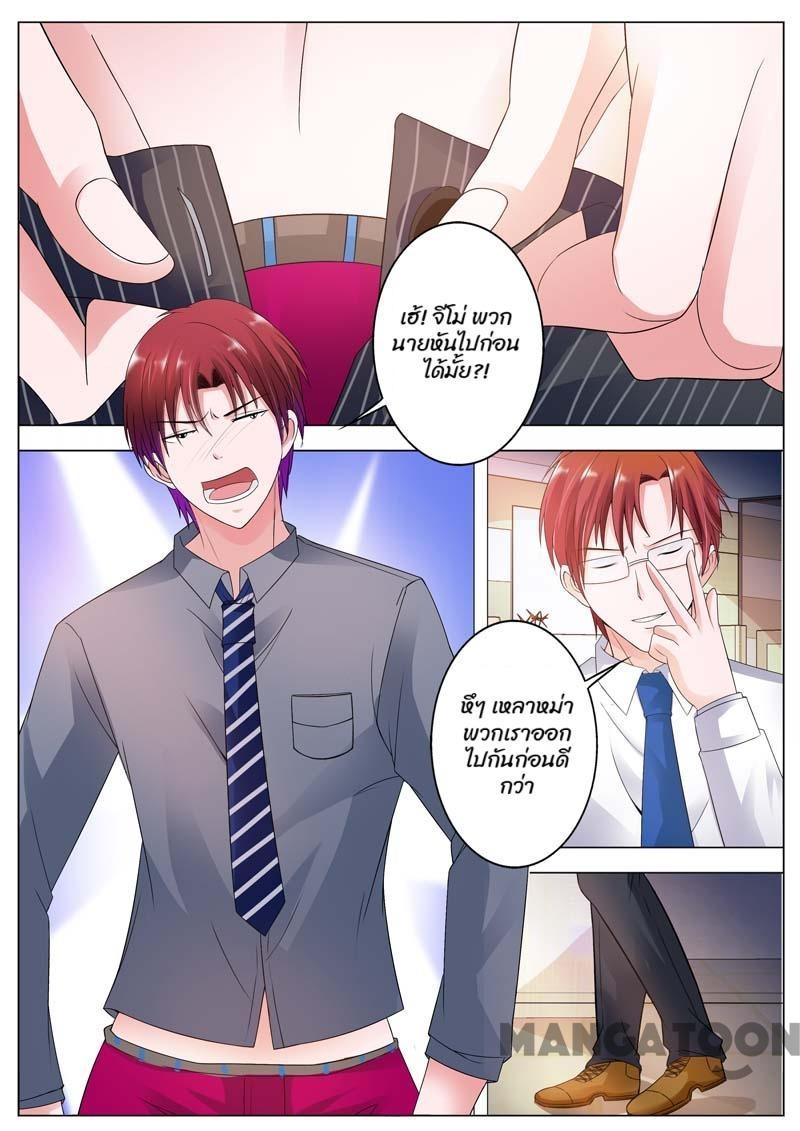 เฮ้! จีโม่ พวก
นายหันไปก่อน
ได้มั้ย?!
หึๆ เหลาหม่า
พวกเราออก
ไปกันก่อนดี
กว่า
MANGATOON